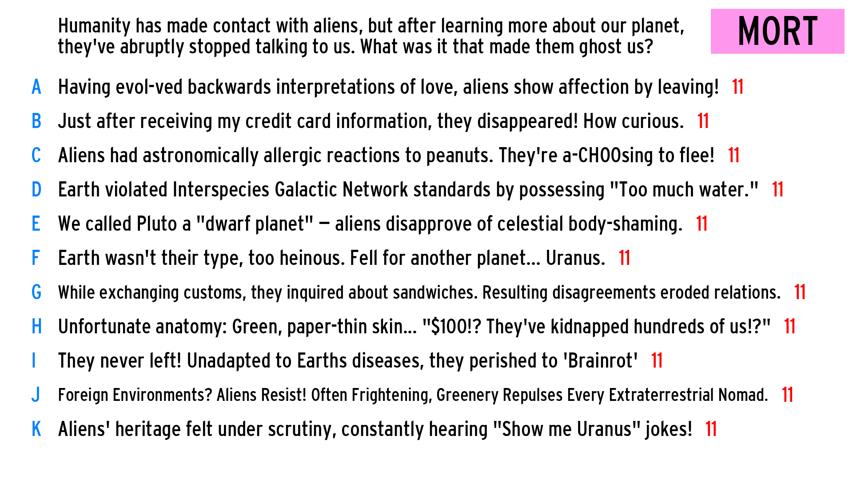 Humanity has made contact with aliens, but after learning more about our planet,
they've abruptly stopped talking to us. What was it that made them ghost us?
MORT
A Having evol-ved backwards interpretations of love, aliens show affection by leaving! 11
B Just after receiving my credit card information, they disappeared! How curious. 11
C Aliens had astronomically allergic reactions to peanuts. They're a-CHOOsing to flee! 11
D Earth violated Interspecies Galactic Network standards by possessing "Too much water." 11
E We called Pluto a "dwarf planet" – aliens disapprove of celestial body-shaming. 11
F Earth wasn't their type, too heinous. Fell for another planet... Uranus. 11
G While exchanging customs, they inquired about sandwiches. Resulting disagreements eroded relations. 11
H Unfortunate anatomy: Green, paper-thin skin... "$100!? They've kidnapped hundreds of us!?" 11
I They never left! Unadapted to Earths diseases, they perished to 'Brainrot' 11
J Foreign Environments? Aliens Resist! Often Frightening, Greenery Repulses Every Extraterrestrial Nomad. 11
K Aliens' heritage felt under scrutiny, constantly hearing "Show me Uranus" jokes! 11